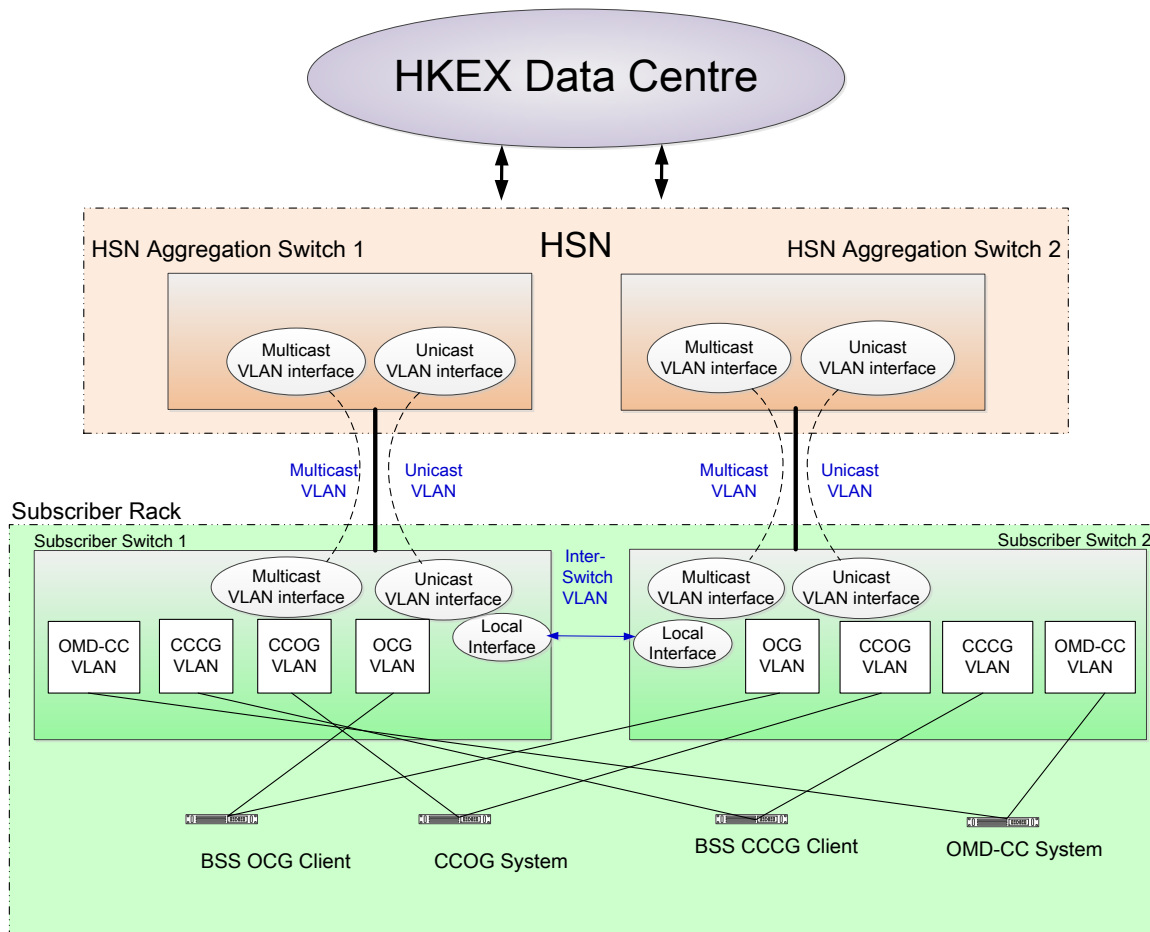 HKEX Data Centre
HSN
HSN Aggregation Switch 1
HSN Aggregation Switch 2
Multicast
VLAN interface
Unicast
VLAN interface
Multicast
VLAN interface
Unicast
VLAN interface
Multicast
VLAN
Unicast
VLAN
Multicast
VLAN
Unicast
VLAN
Subscriber Rack
Subscriber Switch 1
Subscriber Switch 2
Multicast
VLAN interface
Unicast
VLAN interface
Local
Interface
Inter-
Switch
VLAN
Multicast
VLAN interface
Unicast
VLAN interface
Local
Interface
OMD-CC
VLAN
CCCG
VLAN
CCOG
VLAN
OCG
VLAN
OCG
VLAN
CCOG
VLAN
CCCG
VLAN
OMD-CC
VLAN
BSS OCG Client
CCOG System
BSS CCCG Client
OMD-CC System